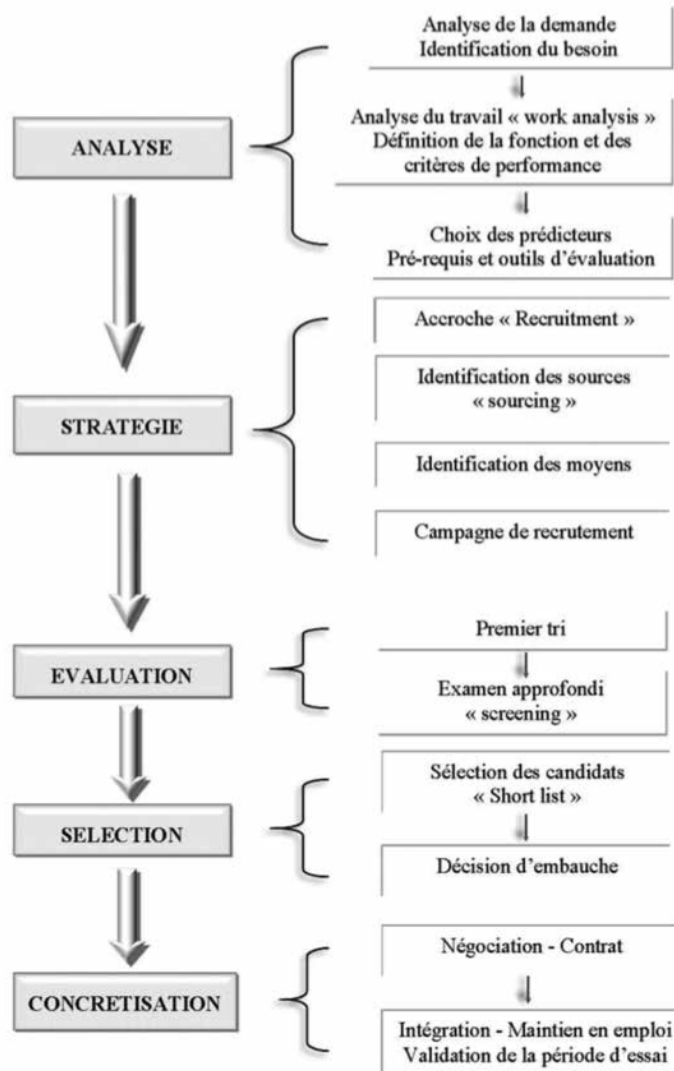 Analyse de la demande
Identification du besoin
ANALYSE
Analyse du travail « work analysis »
Définition de la fonction et des
critères de performance
Choix des prédicteurs
Pré-requis et outils d’évaluation
STRATEGIE
Accroche « Recruitment »
Identification des sources
« sourcing »
Identification des moyens
Campagne de recrutement
EVALUATION
Premier tri
Examen approfondi
« screening »
SELECTION
Sélection des candidats
« Short list »
Décision d’embauche
CONCRETISATION
Négociation - Contrat
Intégration - Maintien en emploi
Validation de la période d’essai